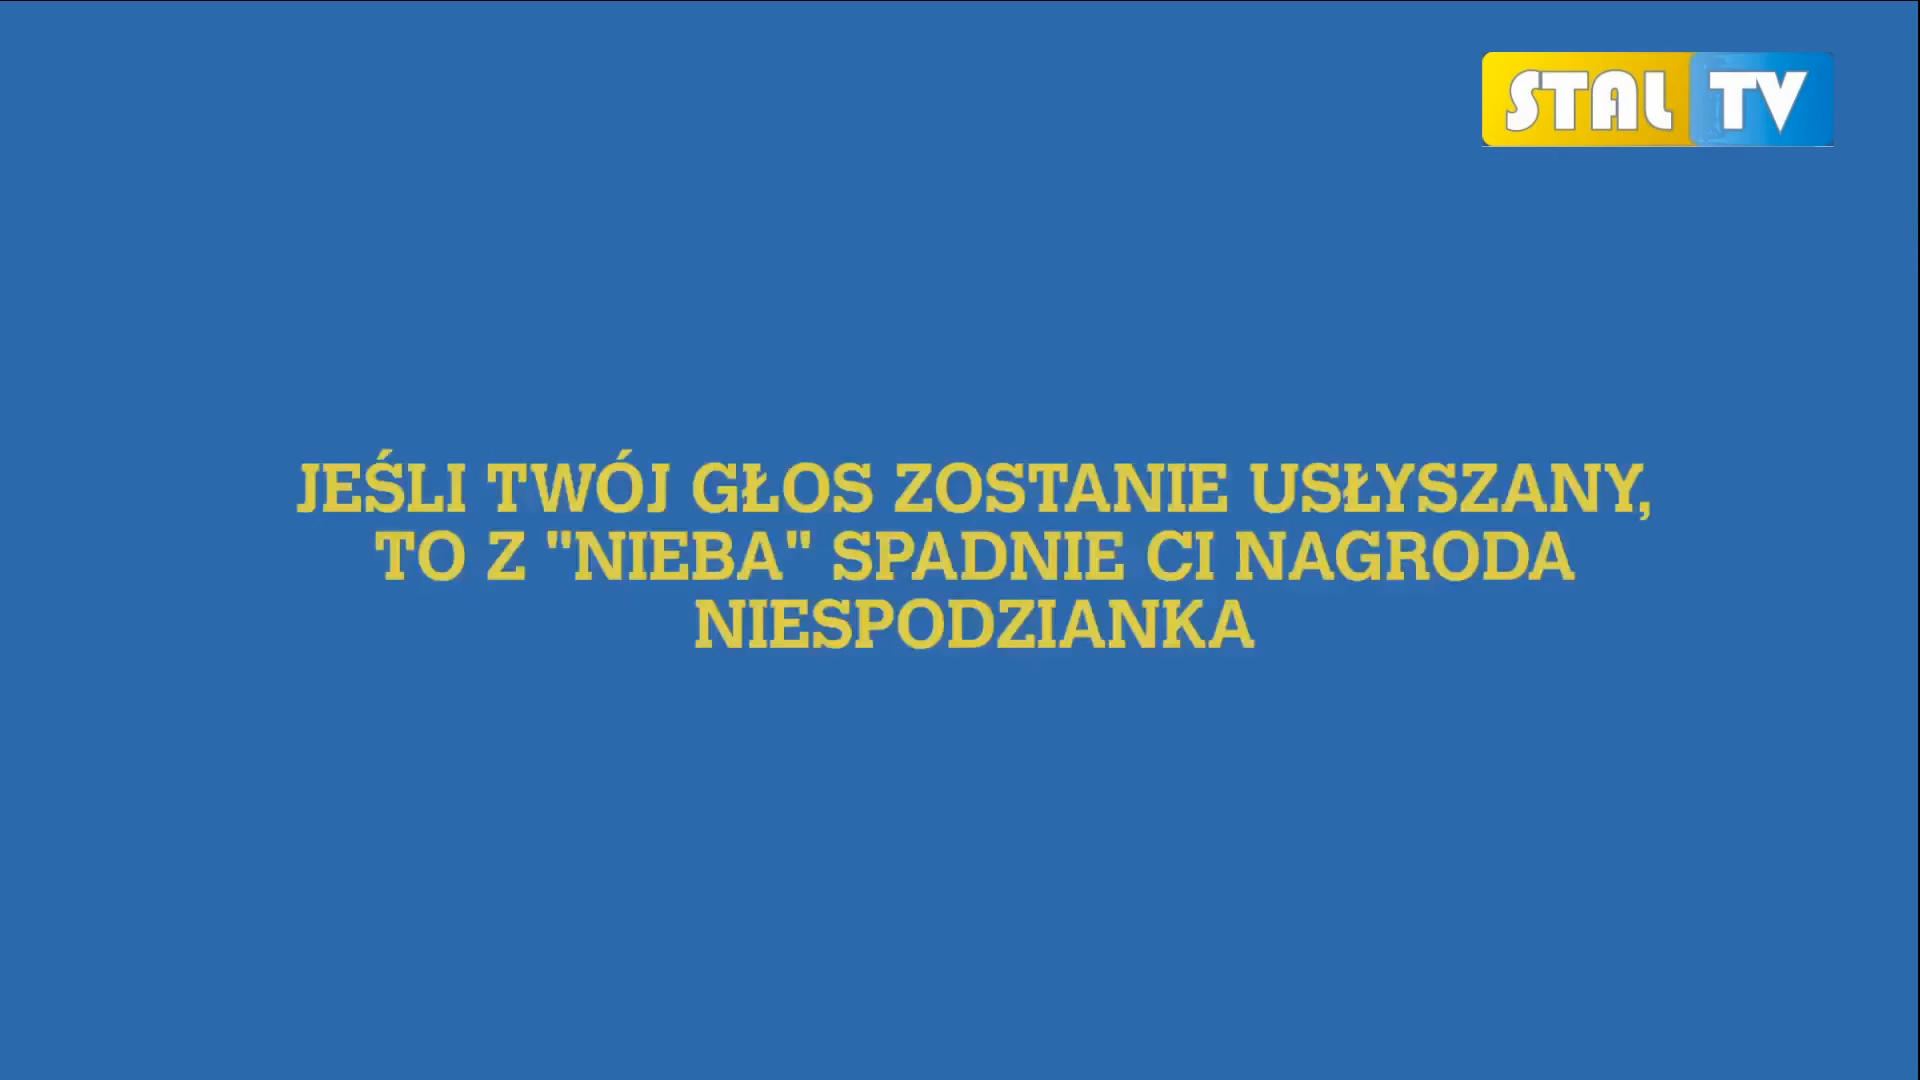 STAL TV
JEŚLI TWÓJ GŁOS ZOSTANIE USŁYSZANY,
TO Z "NIEBA" SPADNIE CI NAGRODA
NIESPODZIANKA